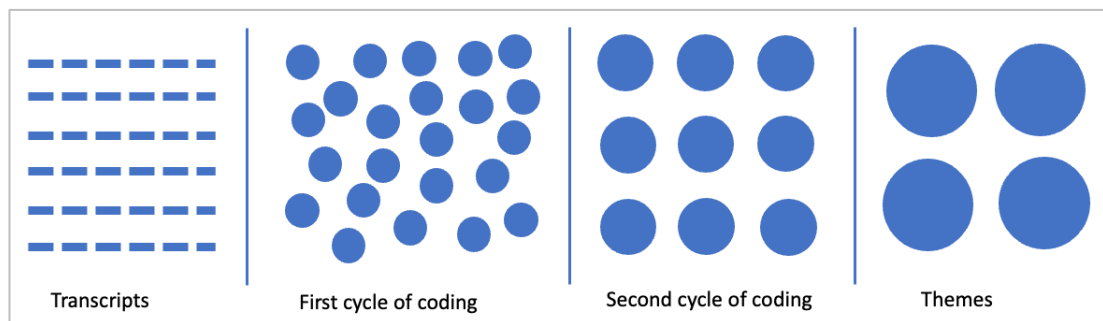 Transcripts
First cycle of coding
Second cycle of coding
Themes